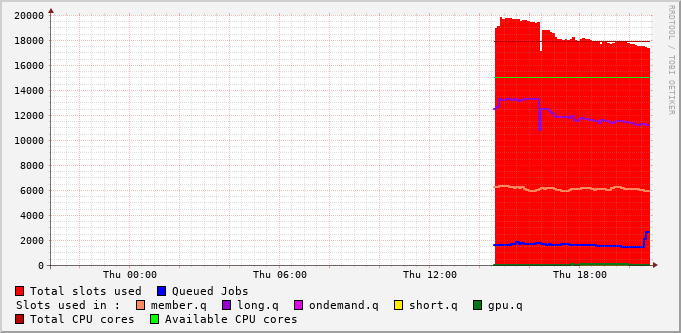 20000
18000
16000
14000
12000
10000
8000
6000
4000
2000
0
Thu 00:00 Thu 06:00 Thu 12:00 Thu 18:00
RRDTOOL / TOBI OETIKER
Total slots used Queued Jobs
Slots used in : member.q long.q ondemand.q short.q gpu.q
Total CPU cores Available CPU cores